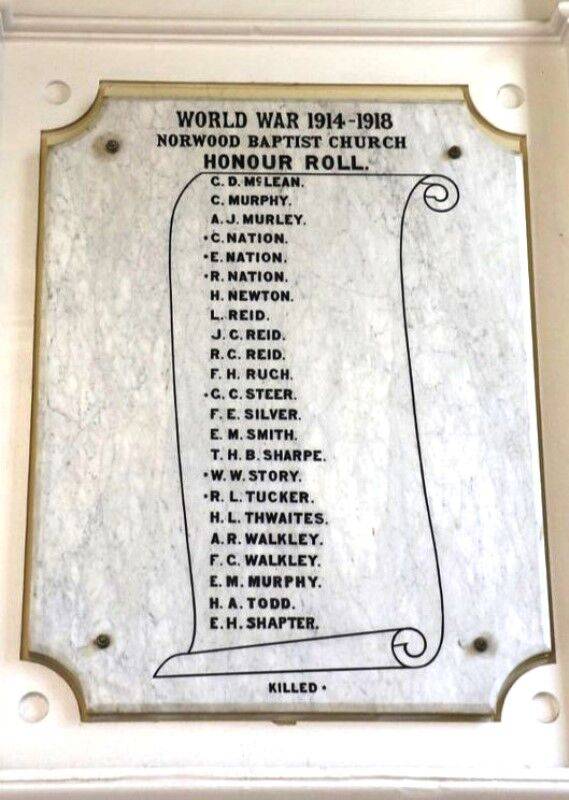 WORLD WAR 1914-1918
NORWOOD BAPTIST CHURCH
HONOUR ROLL.
C. D. McLEAN.
C. MURPHY.
A. J. MURLEY.
•C. NATION.
•E. NATION.
•R. NATION.
H. NEWTON.
L. REID.
J. C. REID.
R. C. REID.
F. H. RUCH.
•C. C. STEER.
F. E. SILVER.
E. M. SMITH.
T. H. B. SHARPE.
•W. W. STORY.
•R. L. TUCKER.
H. L. THWAITES.
A. R. WALKLEY.
F. C. WALKLEY.
E. M. MURPHY.
H. A. TODD.
E. H. SHAPTER.
KILLED •